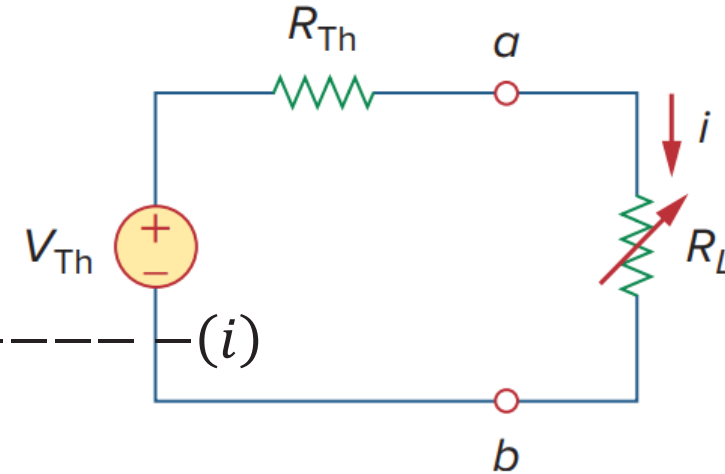 R_Th
a
i
+
V_Th
−
R_L
— — — — —(i)
b